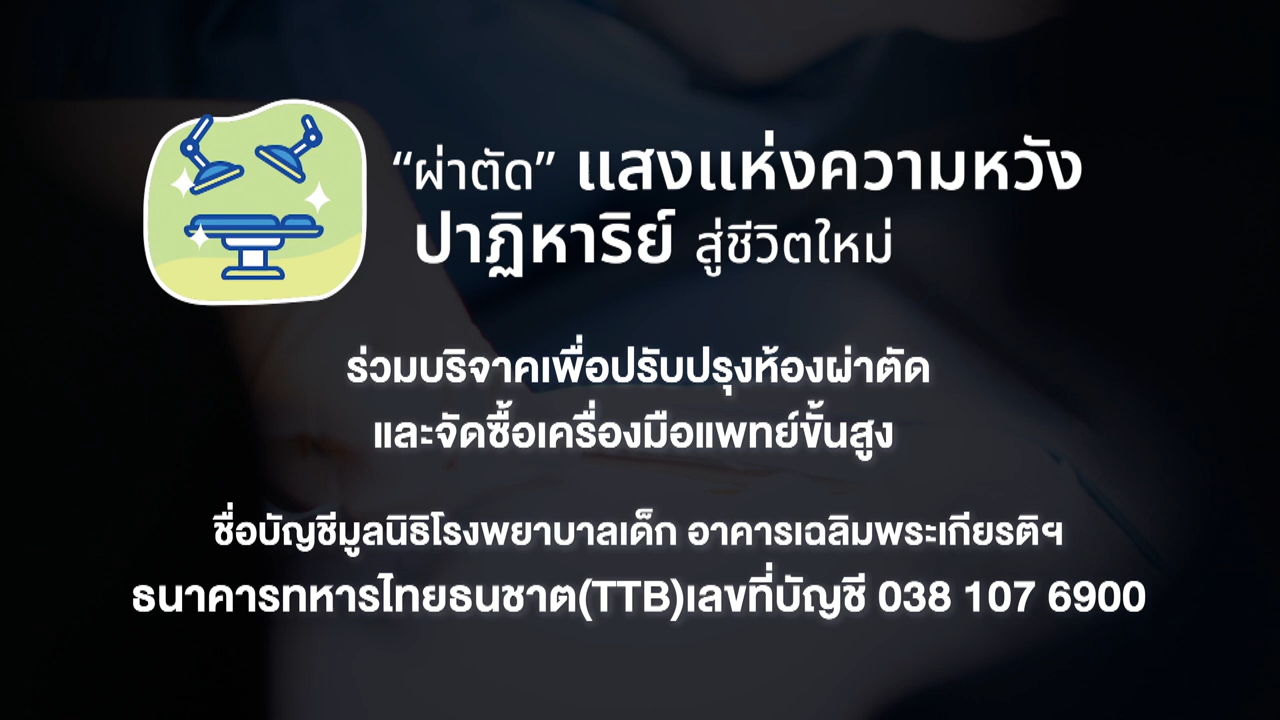 “ผ่าตัด” แสงแห่งความหวัง
ปาฏิหาริย์ สู่ชีวิตใหม่
ร่วมบริจาคเพื่อปรับปรุงห้องผ่าตัด
และจัดซื้อเครื่องมือแพทย์ขั้นสูง
ชื่อบัญชีมูลนิธิโรงพยาบาลเด็ก อาคารเฉลิมพระเกียรติฯ
ธนาคารทหารไทยธนชาต(TTB)เลขที่บัญชี 038 107 6900